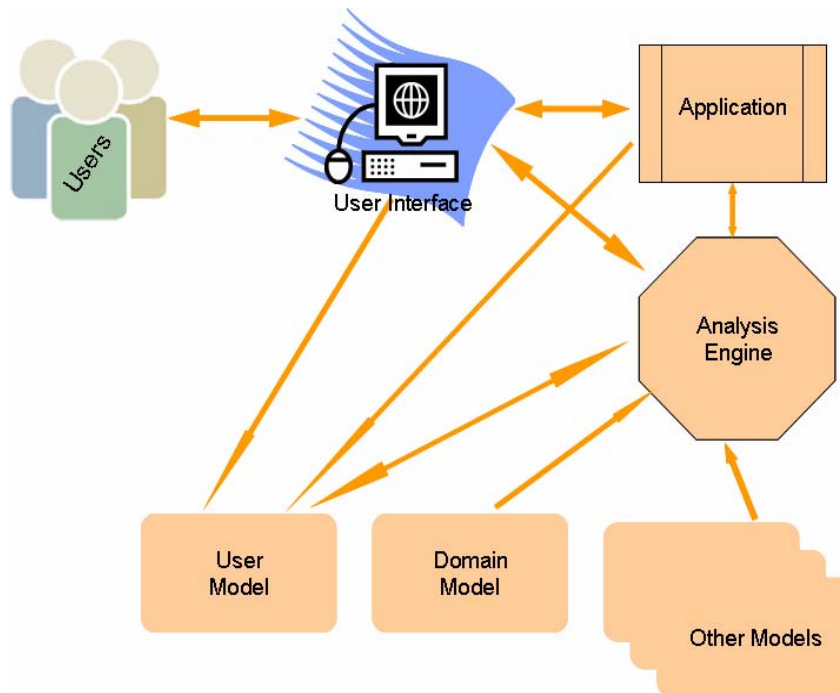 Users
User Interface
Application
Analysis
Engine
User
Model
Domain
Model
Other Models